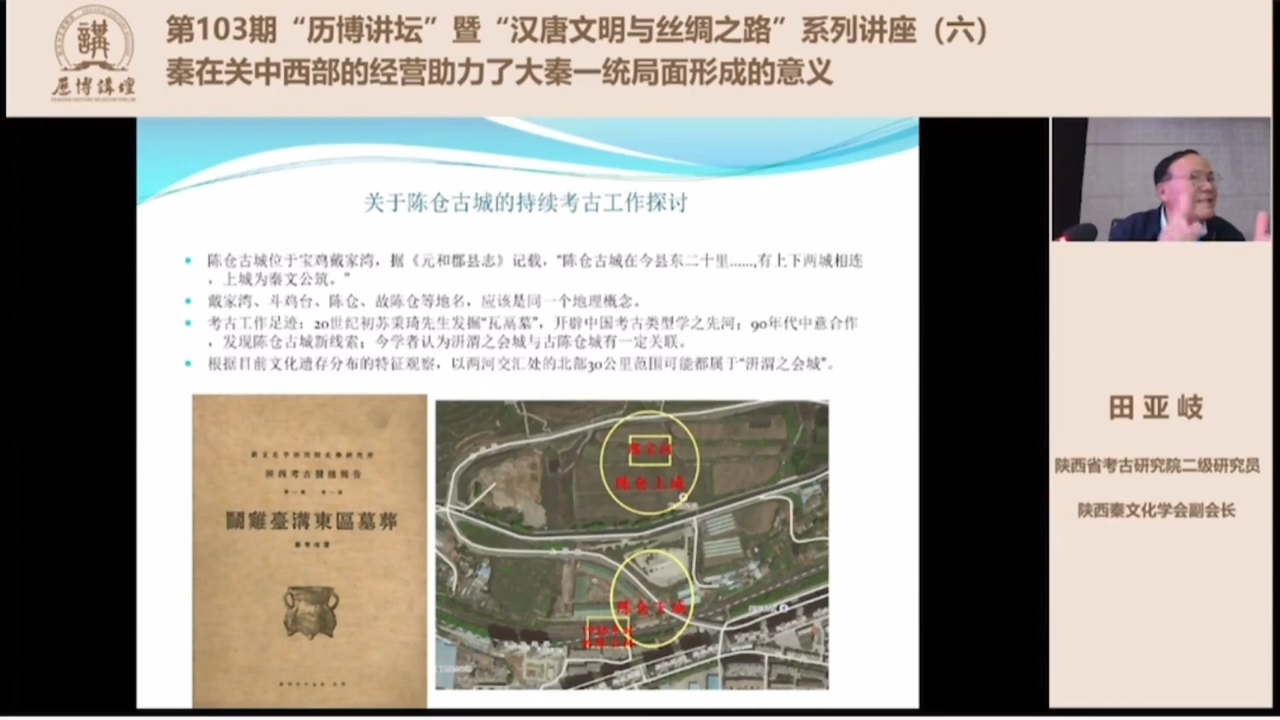 第103期“历博讲坛”暨“汉唐文明与丝绸之路”系列讲座（六）
秦在关中西部的经营助力了大秦一统局面形成的意义
講
历博講壇
关于陈仓古城的持续考古工作探讨
陈仓古城位于宝鸡戴家湾，据《元和郡县志》记载，“陈仓古城在今县东二十里......,有上下两城相连
，上城为秦文公筑。”
戴家湾、斗鸡台、陈仓、故陈仓等地名，应该是同一个地理概念。
考古工作足迹：20世纪初苏秉琦先生发掘“瓦鬲墓”，开辟中国考古类型学之先河；90年代中意合作
，发现陈仓古城新线索；今学者认为汧渭之会城与古陈仓城有一定关联。
根据目前文化遗存分布的特征观察，以两河交汇处的北部30公里范围可能都属于“汧渭之会城”。
陕西考古發掘報告
鬭雞臺溝東區墓葬
陈仓上城
陈仓下城
田亚岐
陕西省考古研究院二级研究员
陕西秦文化学会副会长